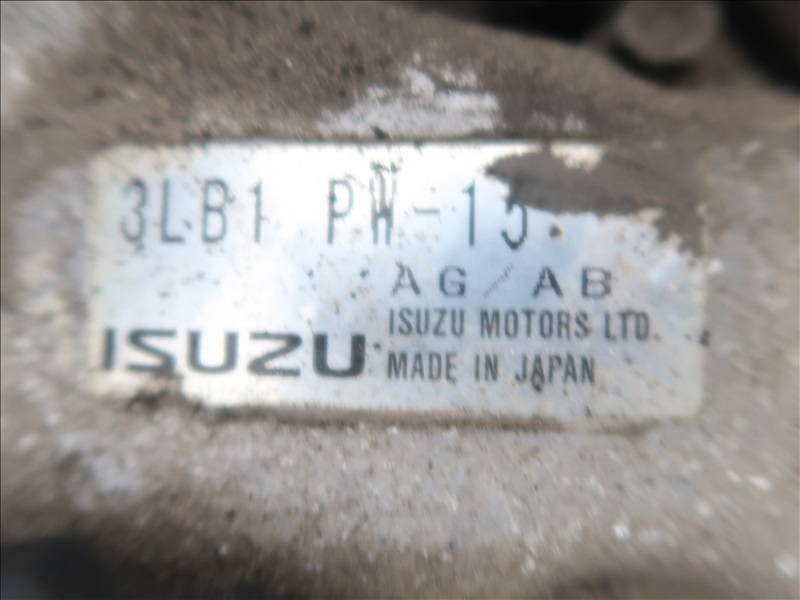 3LB1 PW-15
AG/AB
ISUZU MOTORS LTD.
ISUZU MADE IN JAPAN